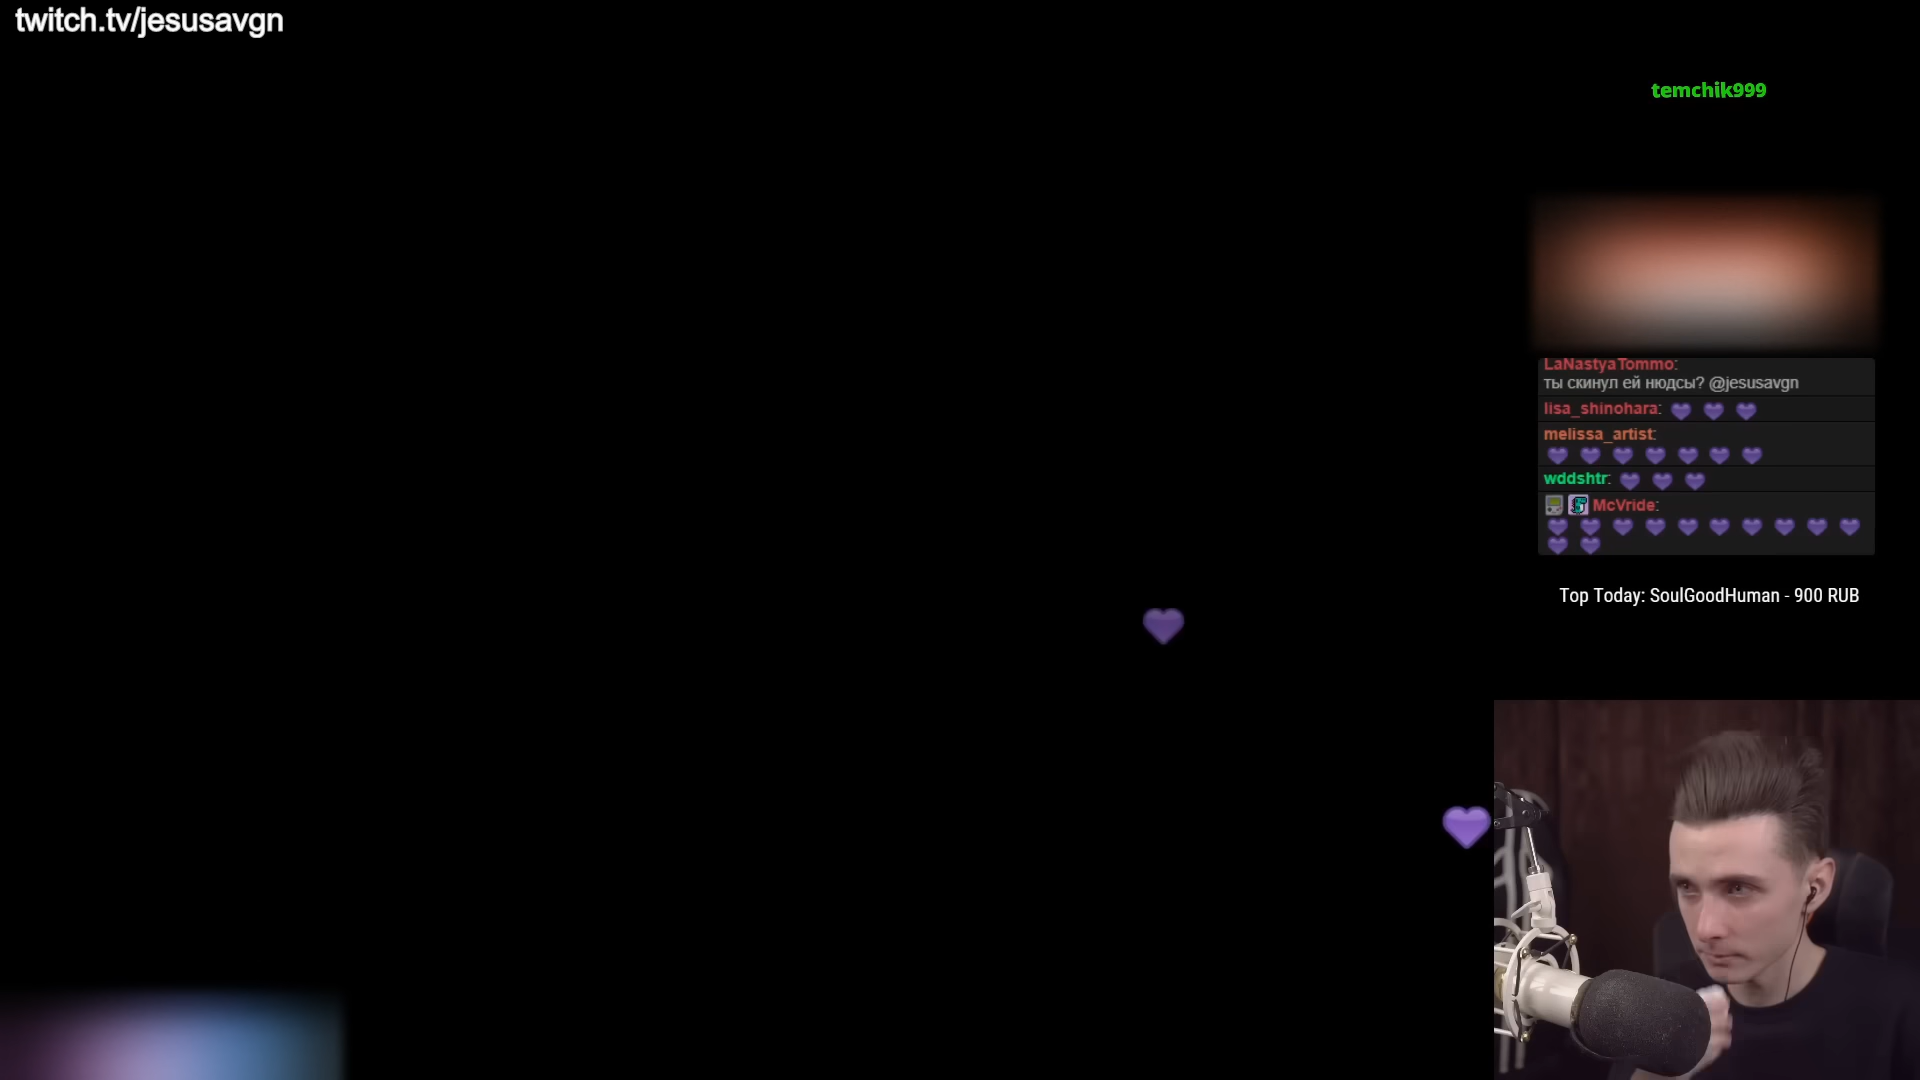 twitch.tv/jesusavgn
temchik999
LaNastyaTommo:
ты скинул ей нюдсы? @jesusavgn
lisa_shinohara:
melissa_artist:
wddshtr:
McVride:
Top Today: SoulGoodHuman - 900 RUB